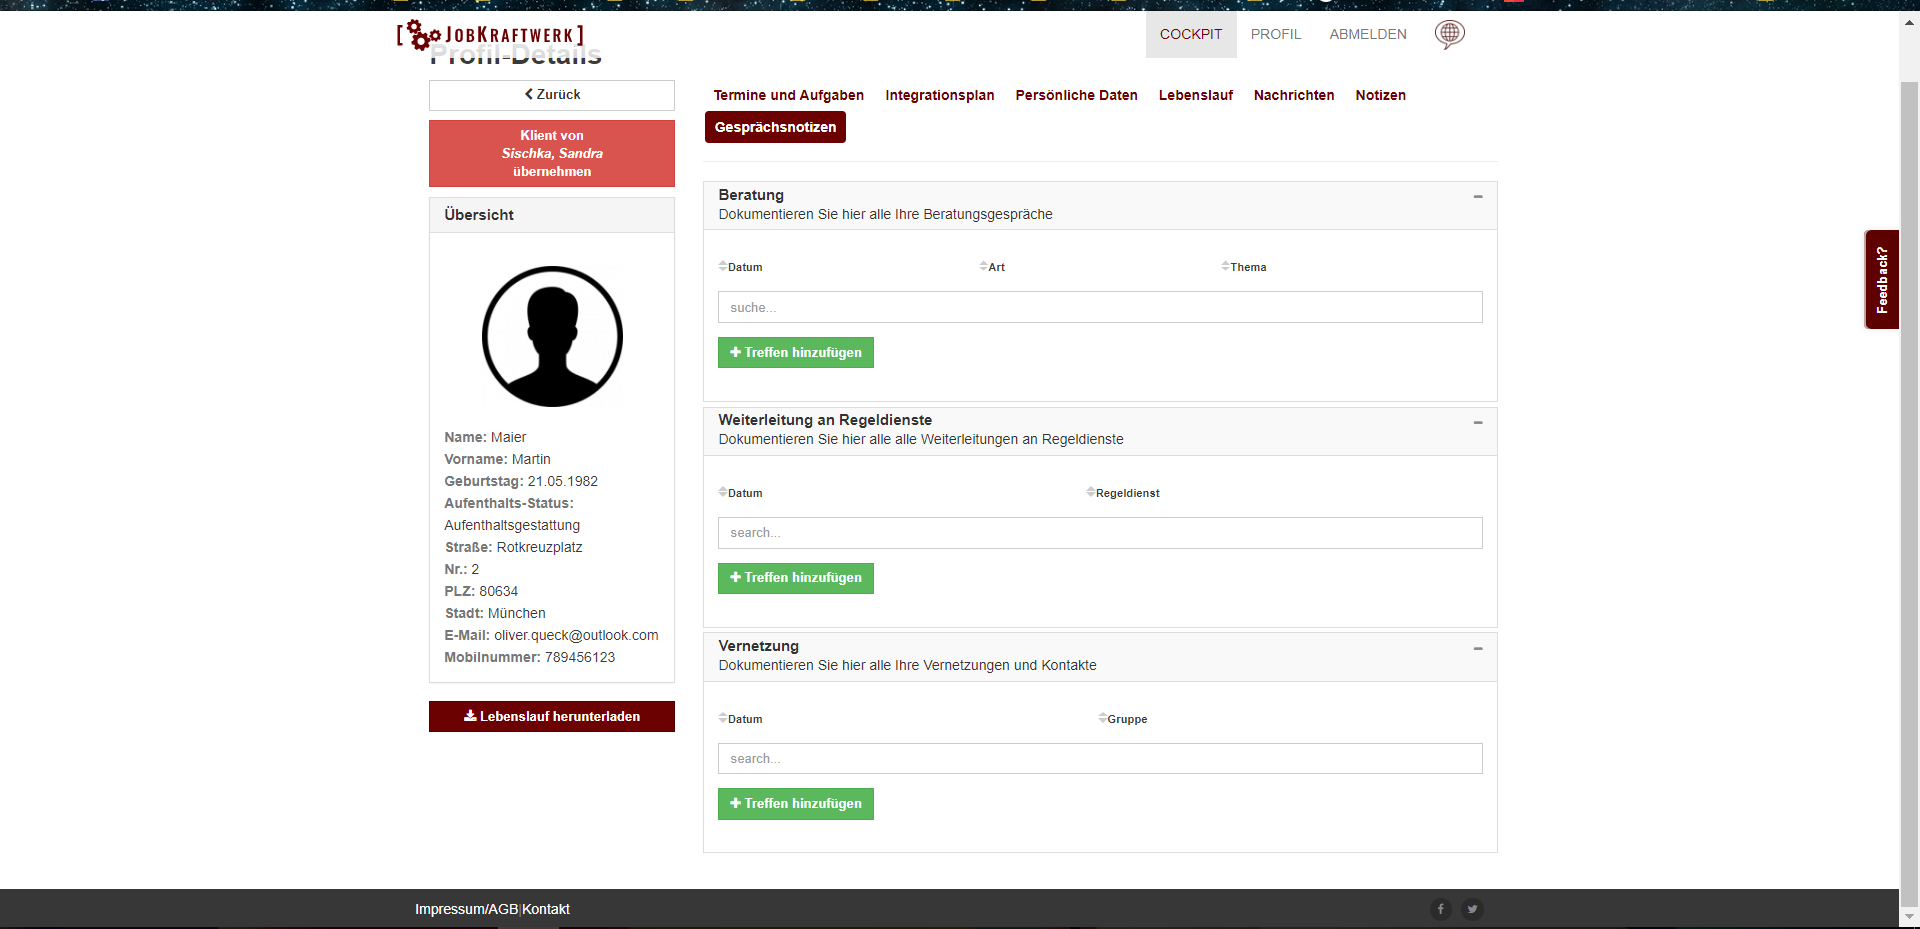 [JOBKRAFTWERK]
COCKPIT
PROFIL
ABMELDEN
Profil-Details
Zurück
Klient von
Sischka, Sandra
übernehmen
Übersicht
Name: Maier
Vorname: Martin
Geburtstag: 21.05.1982
Aufenthalts-Status:
Aufenthaltsgestattung
Straße: Rotkreuzplatz
Nr.: 2
PLZ: 80634
Stadt: München
E-Mail: oliver.queck@outlook.com
Mobilnummer: 789456123
Lebenslauf herunterladen
Termine und Aufgaben
Integrationsplan
Persönliche Daten
Lebenslauf
Nachrichten
Notizen
Gesprächsnotizen
Beratung
Dokumentieren Sie hier alle Ihre Beratungsgespräche
Datum
Art
Thema
suche...
Treffen hinzufügen
Weiterleitung an Regeldienste
Dokumentieren Sie hier alle alle Weiterleitungen an Regeldienste
Datum
Regeldienst
search...
Treffen hinzufügen
Vernetzung
Dokumentieren Sie hier alle Ihre Vernetzungen und Kontakte
Datum
Gruppe
search...
Treffen hinzufügen
Feedback?
Impressum/AGB|Kontakt